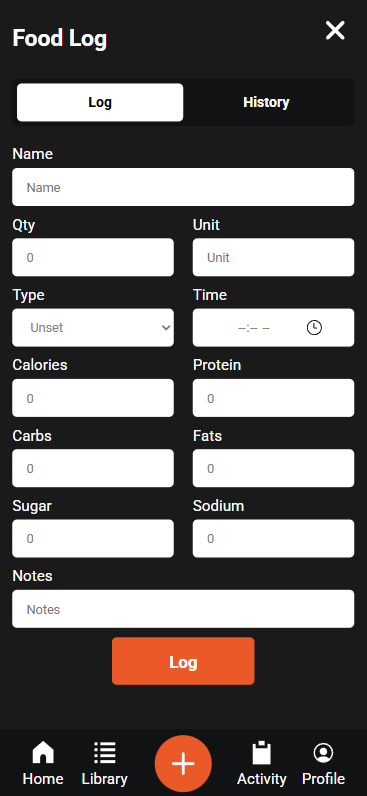 Food Log
Log History
Name
Name
Qty Unit
0 Unit
Type Time
Unset --:-- --
Calories Protein
0 0
Carbs Fats
0 0
Sugar Sodium
0 0
Notes
Notes
Log
Home Library Activity Profile